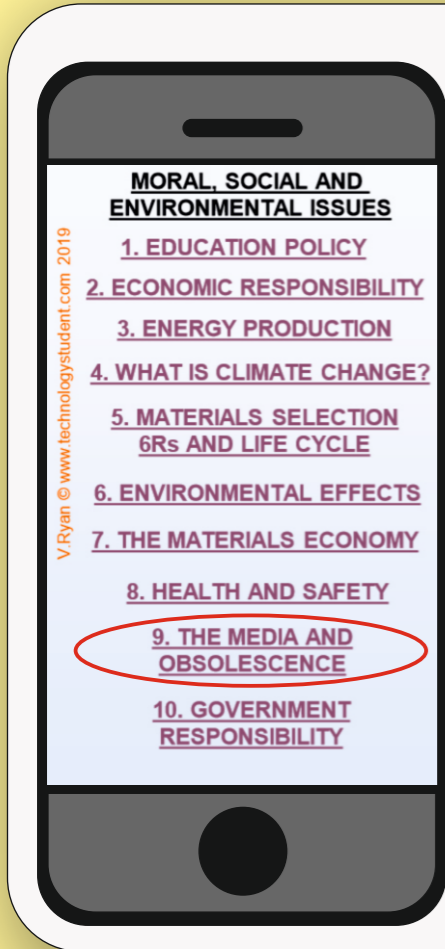 MORAL, SOCIAL AND
ENVIRONMENTAL ISSUES
1. EDUCATION POLICY
2. ECONOMIC RESPONSIBILITY
3. ENERGY PRODUCTION
4. WHAT IS CLIMATE CHANGE?
5. MATERIALS SELECTION
6Rs AND LIFE CYCLE
6. ENVIRONMENTAL EFFECTS
7. THE MATERIALS ECONOMY
8. HEALTH AND SAFETY
9. THE MEDIA AND
OBSOLESCENCE
10. GOVERNMENT
RESPONSIBILITY
V.Ryan © www.technologystudent.com 2019